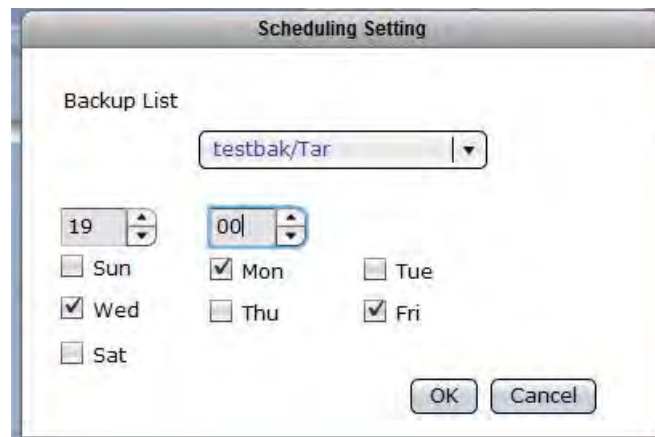 Scheduling Setting
Backup List
testbak/Tar
19 00
Sun Mon Tue
Wed Thu Fri
Sat
OK Cancel